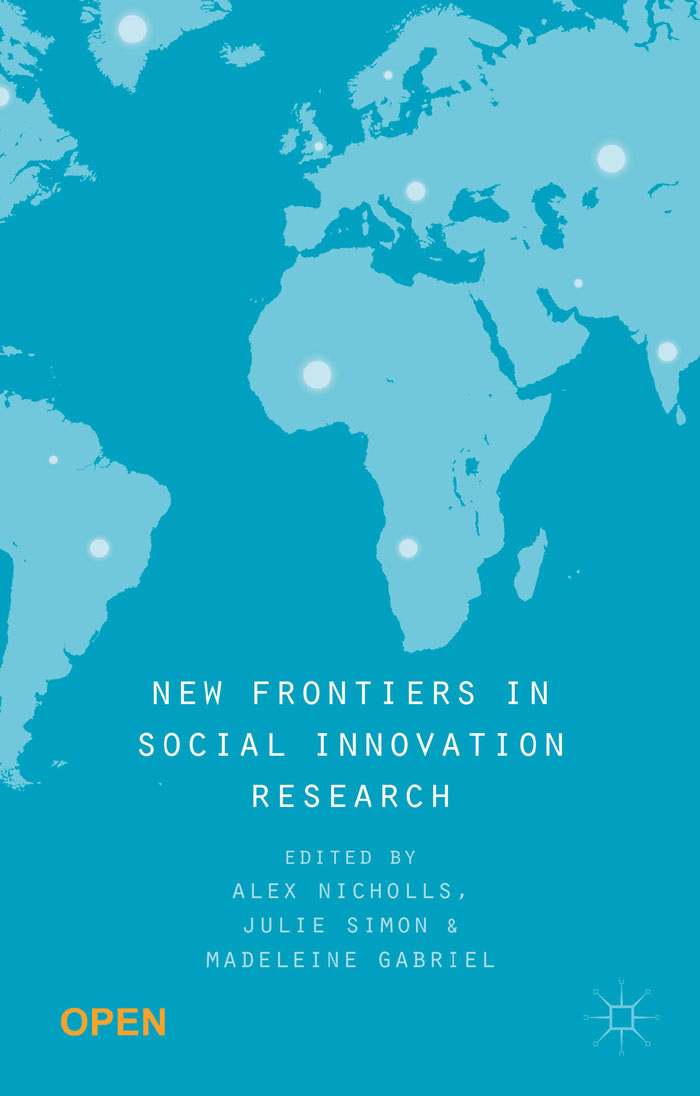 NEW FRONTIERS IN
SOCIAL INNOVATION
RESEARCH
EDITED BY
ALEX NICHOLLS,
JULIE SIMON &
MADELEINE GABRIEL
OPEN